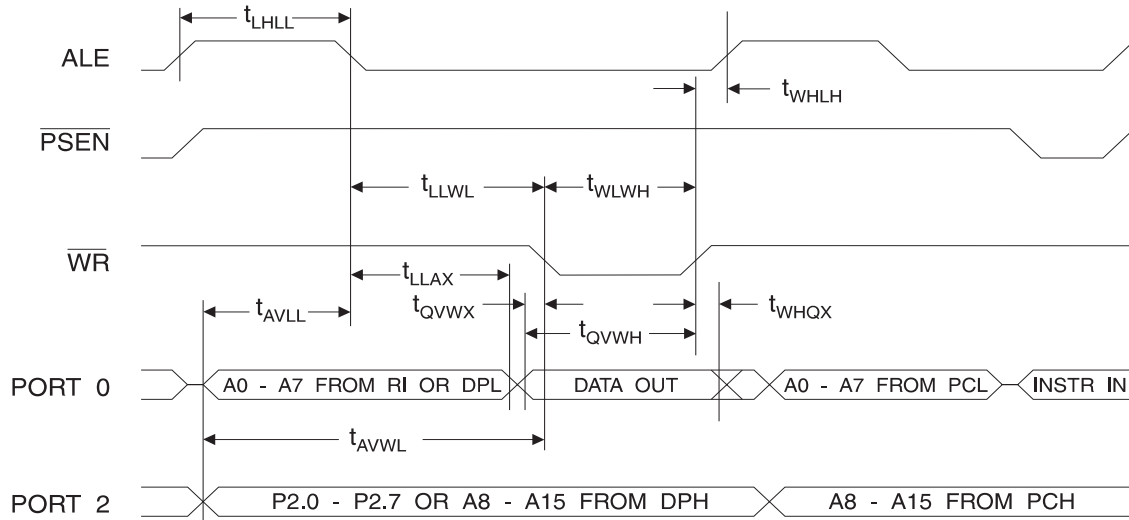 tLHLL
ALE
tWHLH
PSEN
tLLWL
tWLWH
WR
tLLAX
tQVWX
tWHQX
tAVLL
tQVWH
PORT 0
A0 - A7 FROM RI OR DPL
DATA OUT
A0 - A7 FROM PCL
INSTR IN
tAVWL
PORT 2
P2.0 - P2.7 OR A8 - A15 FROM DPH
A8 - A15 FROM PCH